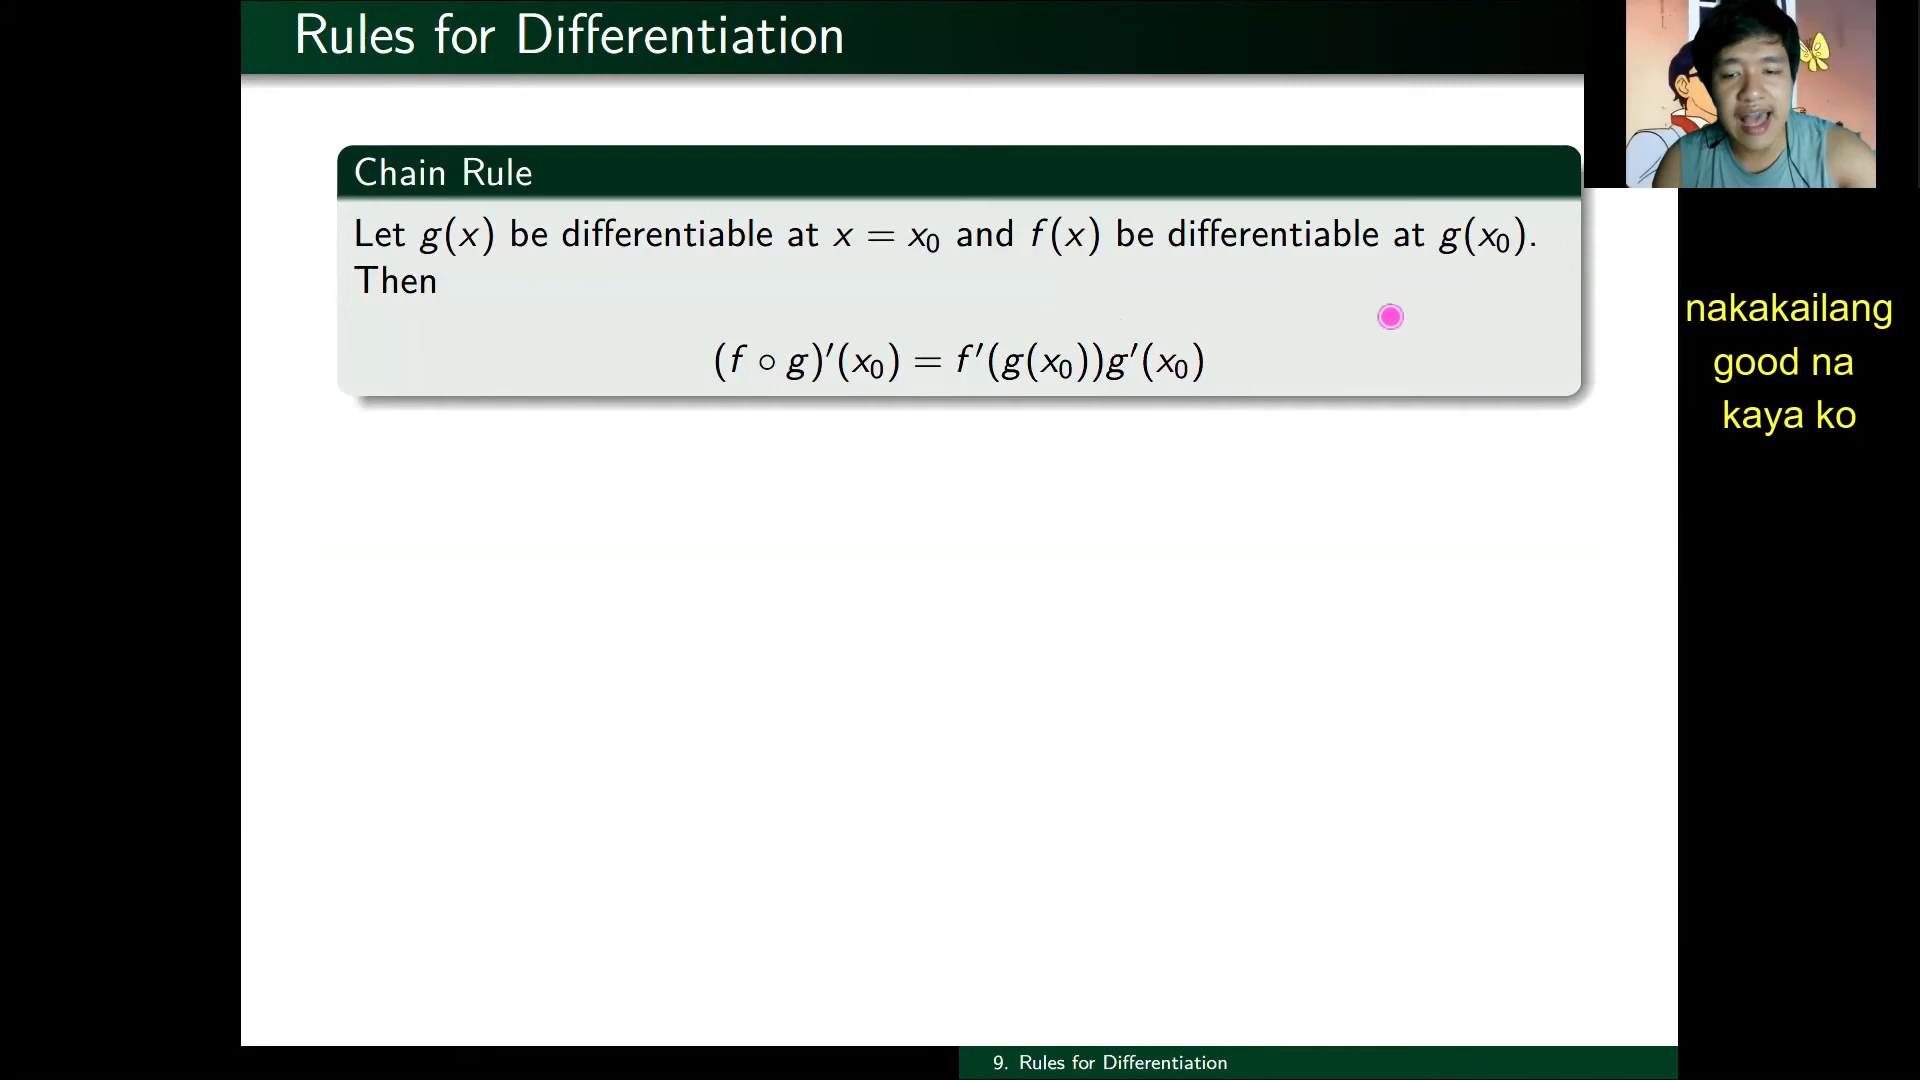 Rules for Differentiation
Chain Rule
Let g(x) be differentiable at x = x₀ and f(x) be differentiable at g(x₀).
Then
(f ∘ g)′(x₀) = f′(g(x₀))g′(x₀)
nakakailang
good na
kaya ko
9. Rules for Differentiation